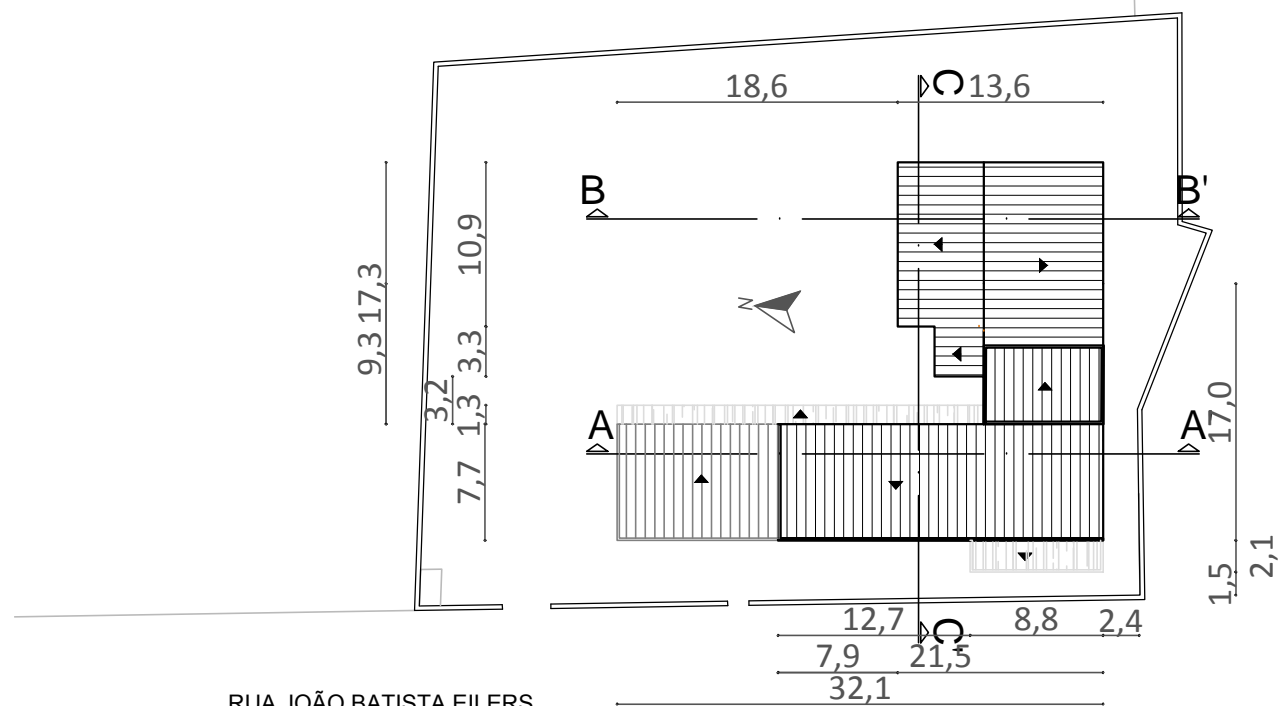 18,6
C
13,6
B
B'
10,9
17,3
N
3,3
9,3
3,2
17,0
1,3
A
A
7,7
2,1
1,5
12,7
C
8,8
2,4
7,9
21,5
32,1
RUA JOÃO BATISTA EILERS